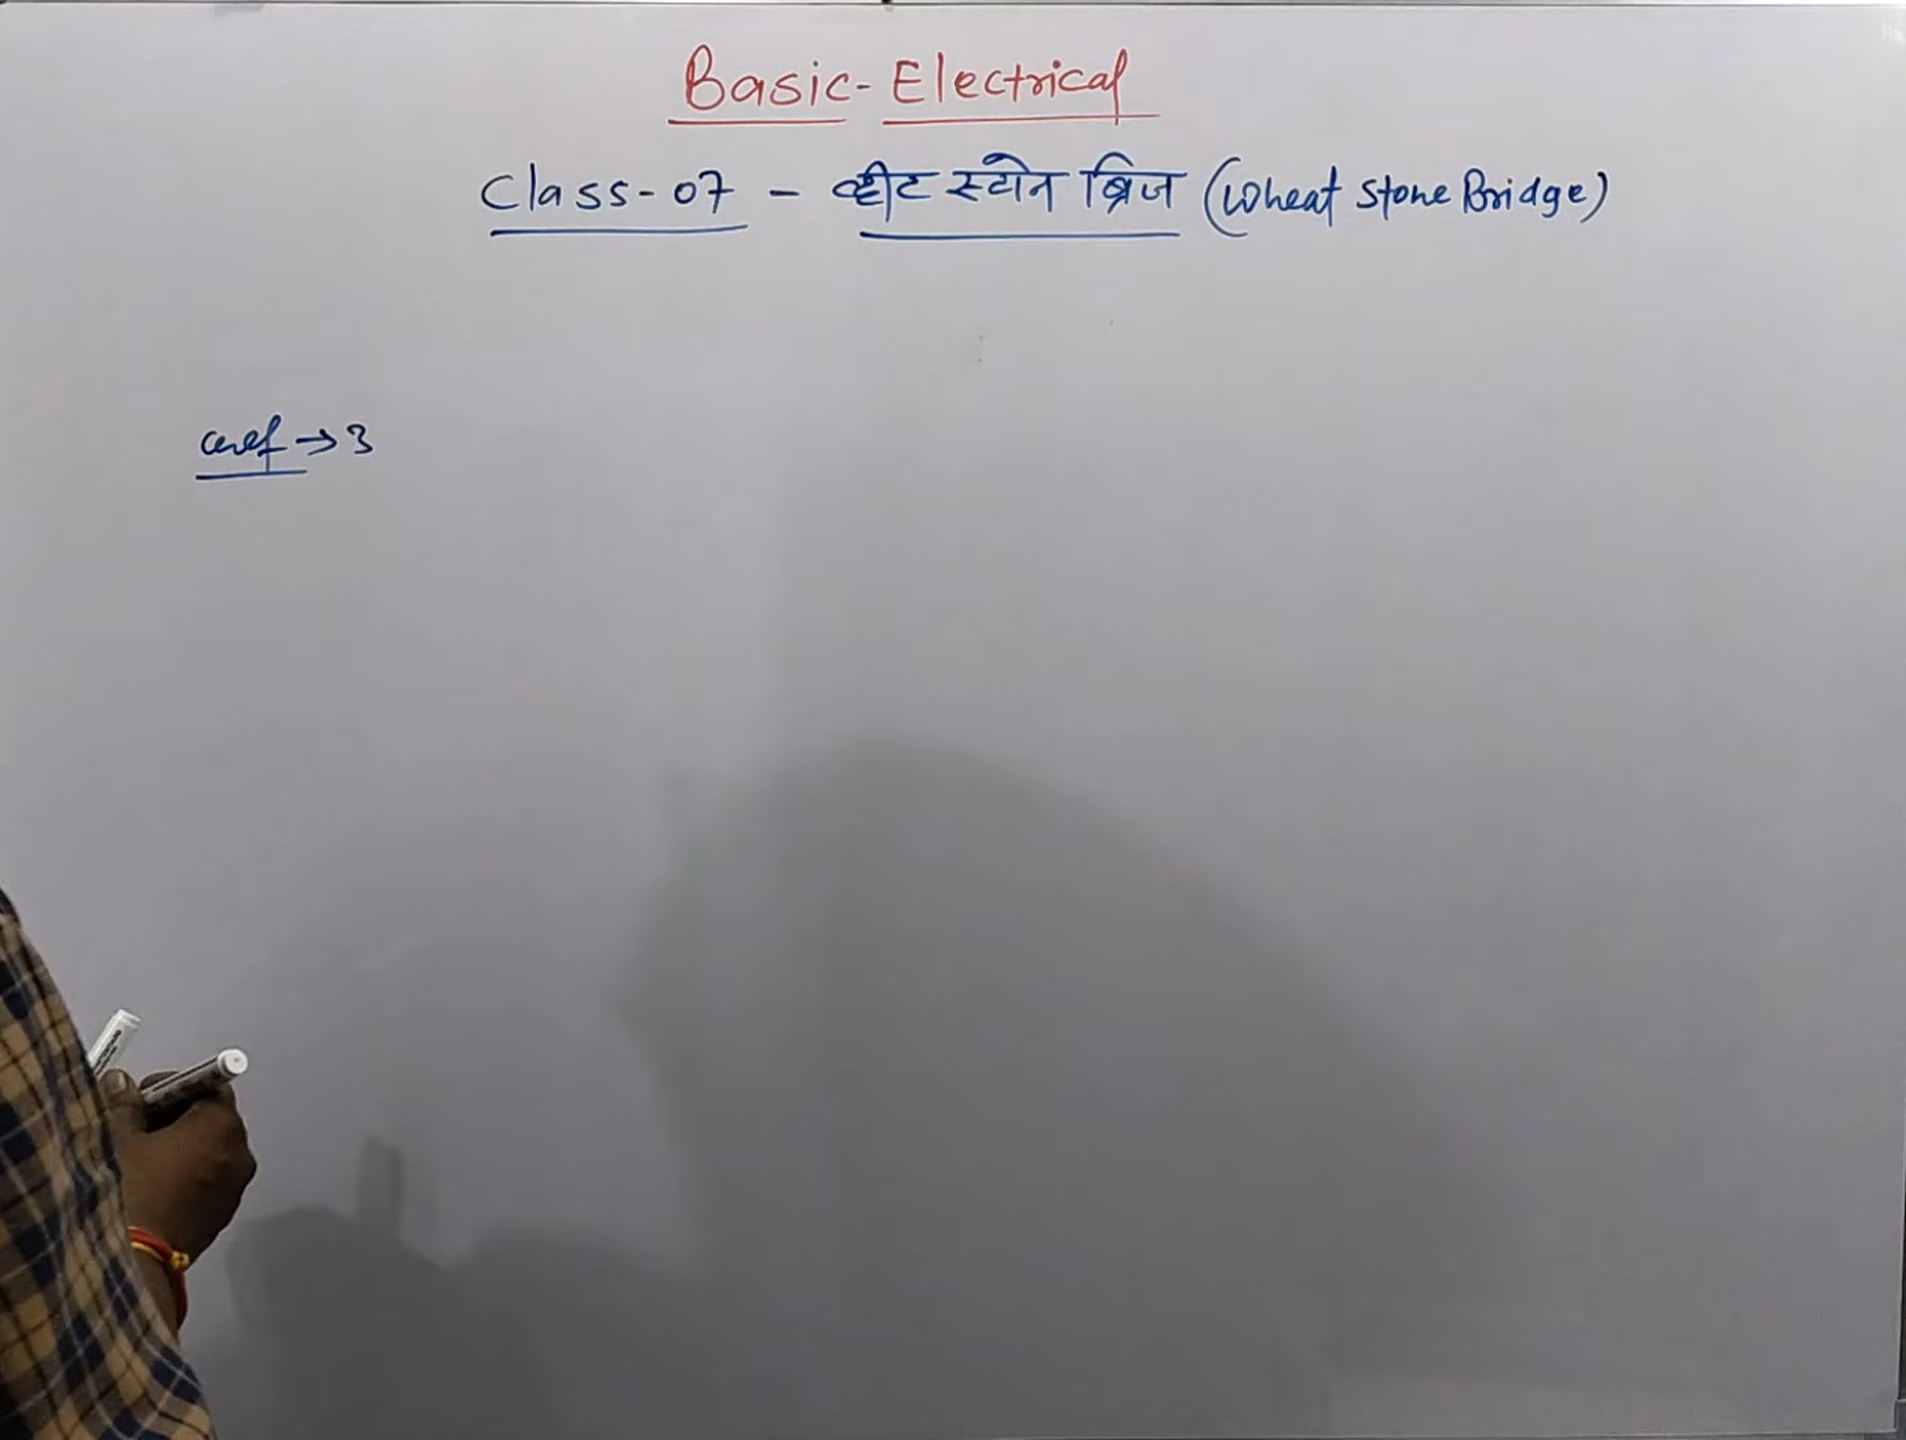 Basic-Electrical
Class-07 - व्हीट स्टोन ब्रिज (Wheat Stone Bridge)
→ 3